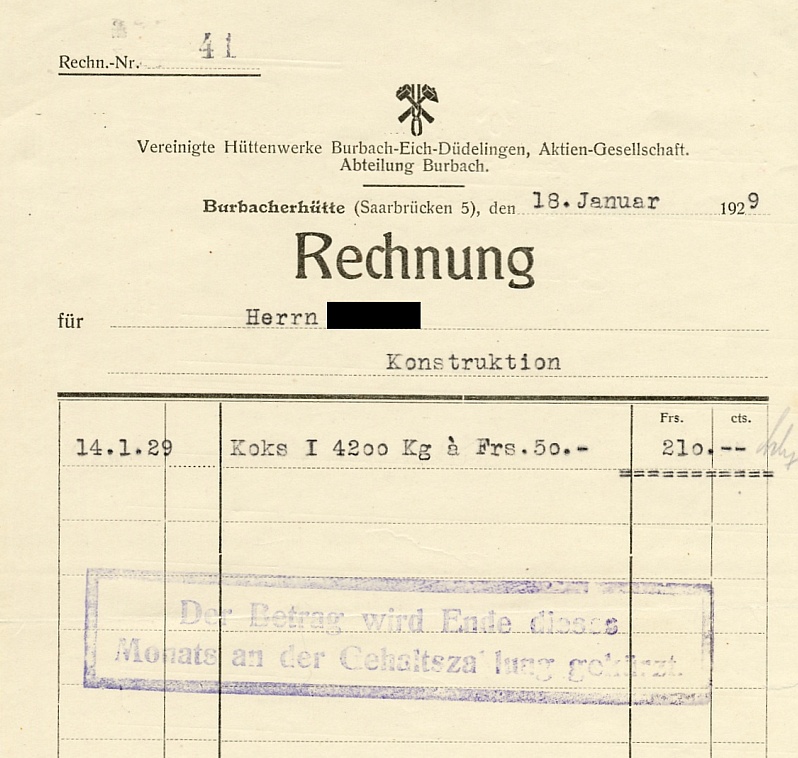 Rechn.-Nr. 41
Vereinigte Hüttenwerke Burbach-Eich-Düdelingen, Aktien-Gesellschaft.
Abteilung Burbach.
Burbacherhütte (Saarbrücken 5), den 18. Januar 1929
Rechnung
für Herrn
Konstruktion
Frs. cts.
14.1.29 Koks I 4200 Kg à Frs.50.- 210.--
Der Betrag wird Ende dieses
Monats an der Gehaltszahlung gekürzt.